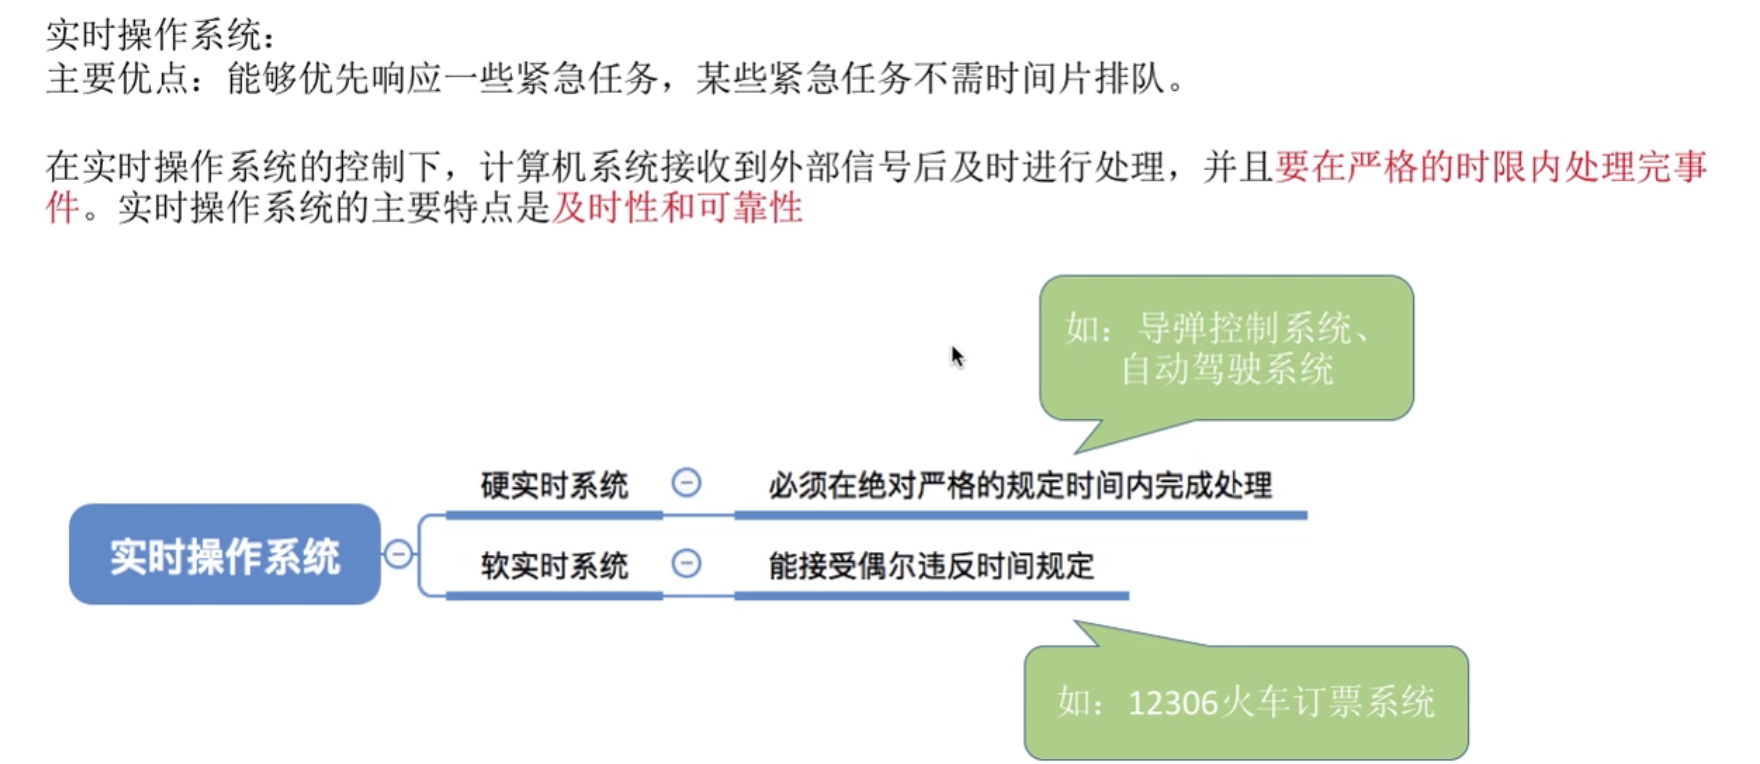 实时操作系统：
主要优点：能够优先响应一些紧急任务，某些紧急任务不需时间片排队。
在实时操作系统的控制下，计算机系统接收到外部信号后及时进行处理，并且要在严格的时限内处理完事
件。实时操作系统的主要特点是及时性和可靠性
如：导弹控制系统、
自动驾驶系统
硬实时系统
必须在绝对严格的规定时间内完成处理
实时操作系统
软实时系统
能接受偶尔违反时间规定
如：12306火车订票系统